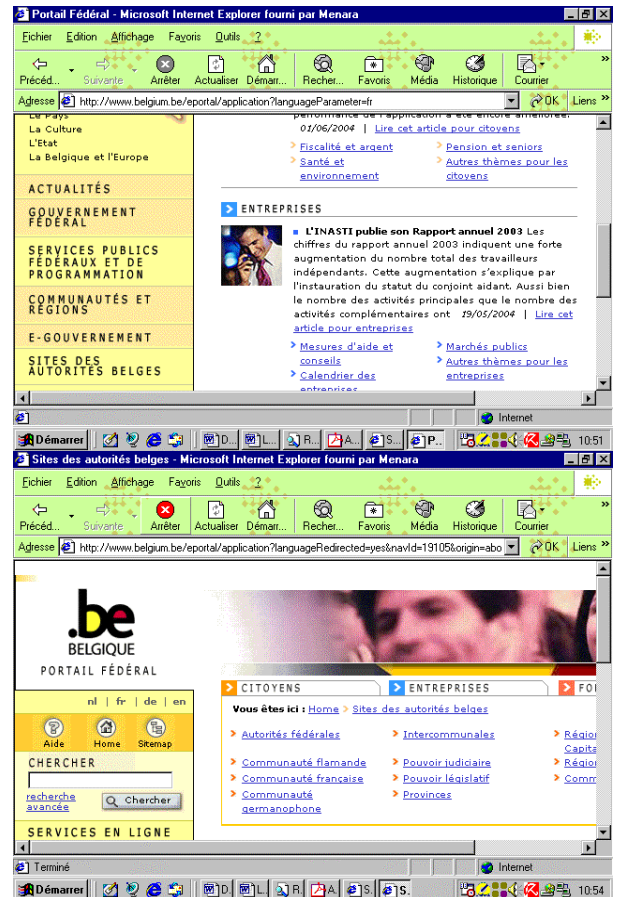 Portail Fédéral - Microsoft Internet Explorer fourni par Menara
Fichier Edition Affichage Favoris Outils ?
Précéd... Suivante Arrêter Actualiser Démarr... Recher... Favoris Média Historique Courrier »
Adresse http://www.belgium.be/eportal/application?languageParameter=fr OK Liens »
Le Pays
La Culture
L'Etat
La Belgique et l'Europe
ACTUALITÉS
GOUVERNEMENT
FÉDÉRAL
SERVICES PUBLICS
FÉDÉRAUX ET DE
PROGRAMMATION
COMMUNAUTÉS ET
RÉGIONS
E-GOUVERNEMENT
SITES DES
AUTORITÉS BELGES
performance de l'application a été encore améliorée.
01/06/2004 | Lire cet article pour citoyens
Fiscalité et argent
Pension et seniors
Santé et
environnement
Autres thèmes pour les
citoyens
ENTREPRISES
L'INASTI publie son Rapport annuel 2003 Les
chiffres du rapport annuel 2003 indiquent une forte
augmentation du nombre total des travailleurs
indépendants. Cette augmentation s'explique par
l'instauration du statut du conjoint aidant. Aussi bien
le nombre des activités principales que le nombre des
activités complémentaires ont 19/05/2004 | Lire cet
article pour entreprises
Mesures d'aide et
conseils
Marchés publics
Calendrier des
entreprises
Autres thèmes pour les
entreprises
Internet
Démarrer D... L... R... A... S... P.. 10:51
Sites des autorités belges - Microsoft Internet Explorer fourni par Menara
Fichier Edition Affichage Favoris Outils ?
Précéd... Suivante Arrêter Actualiser Démarr... Recher... Favoris Média Historique Courrier »
Adresse http://www.belgium.be/eportal/application?languageRedirected=yes&navId=19105&origin=abo OK Liens »
.be
BELGIQUE
PORTAIL FÉDÉRAL
nl | fr | de | en
Aide Home Sitemap
CHERCHER
recherche
avancée
Chercher
SERVICES EN LIGNE
CITOYENS ENTREPRISES FO
Vous êtes ici : Home > Sites des autorités belges
Autorités fédérales
Communauté flamande
Communauté française
Communauté
germanophone
Intercommunales
Pouvoir judiciaire
Pouvoir législatif
Provinces
Région
Capita
Région
Comm
Terminé Internet
Démarrer D. L. R. A. S. S. 10:54